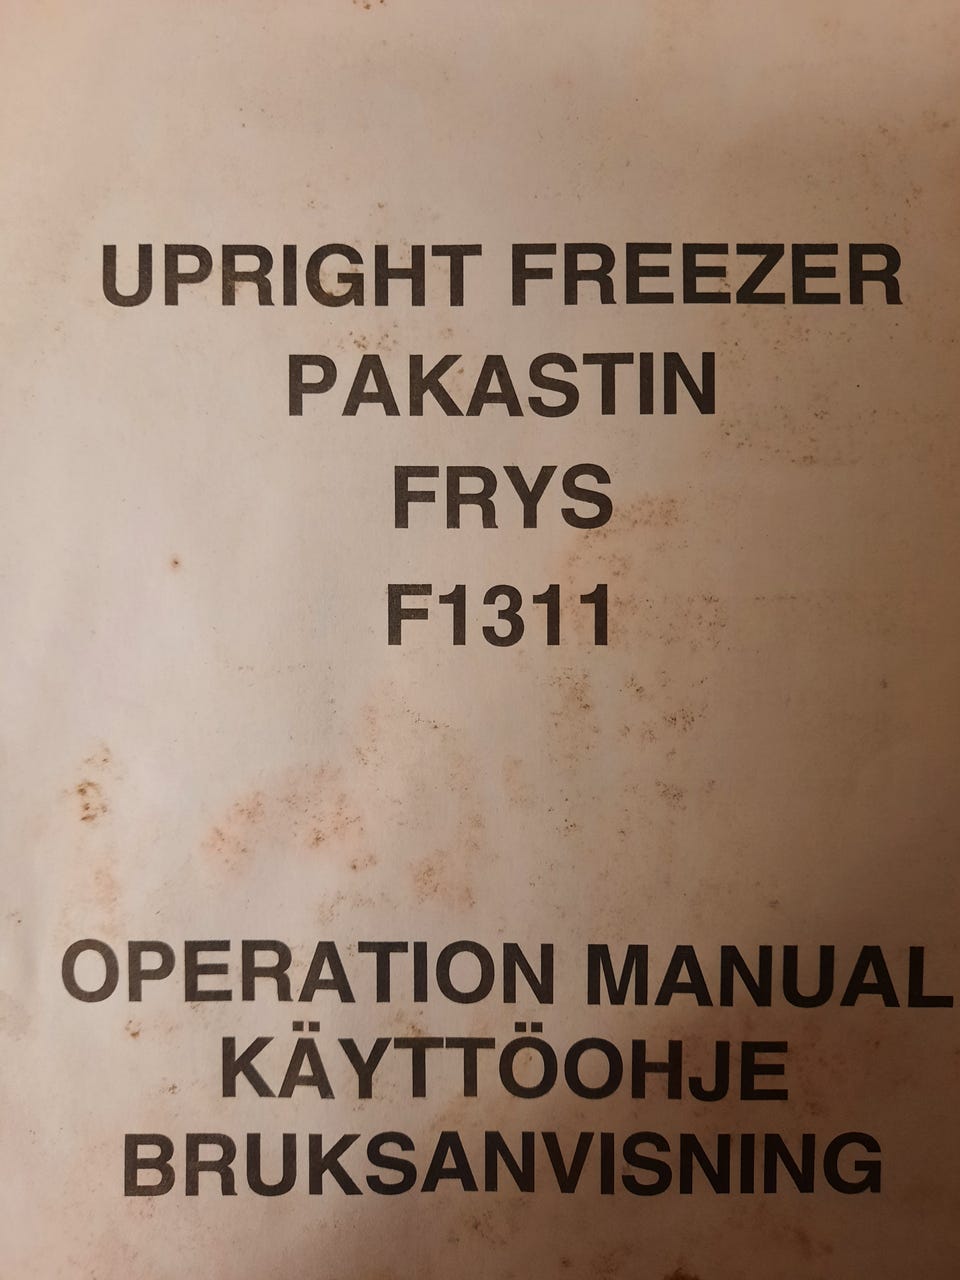 UPRIGHT FREEZER
PAKASTIN
FRYS
F1311
OPERATION MANUAL
KÄYTTÖOHJE
BRUKSANVISNING